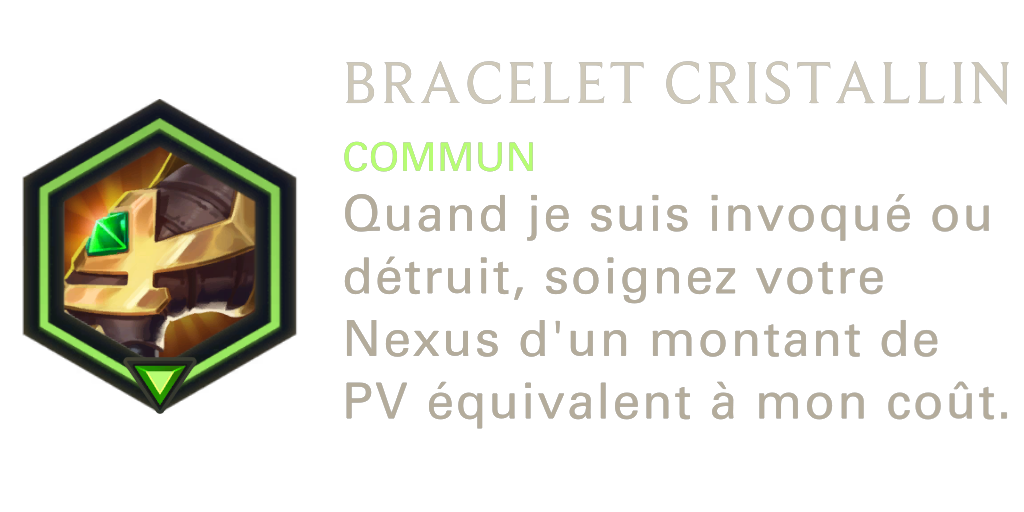 BRACELET CRISTALLIN
COMMUN
Quand je suis invoqué ou
détruit, soignez votre
Nexus d'un montant de
PV équivalent à mon coût.